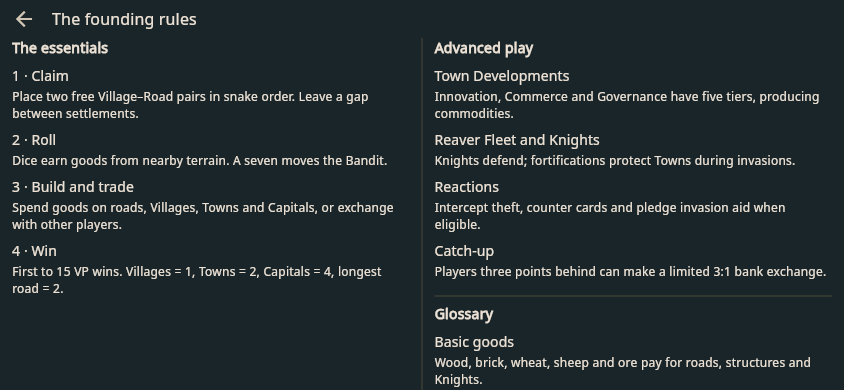 The founding rules
The essentials
1 · Claim
Place two free Village–Road pairs in snake order. Leave a gap
between settlements.
2 · Roll
Dice earn goods from nearby terrain. A seven moves the Bandit.
3 · Build and trade
Spend goods on roads, Villages, Towns and Capitals, or exchange
with other players.
4 · Win
First to 15 VP wins. Villages = 1, Towns = 2, Capitals = 4, longest
road = 2.
Advanced play
Town Developments
Innovation, Commerce and Governance have five tiers, producing
commodities.
Reaver Fleet and Knights
Knights defend; fortifications protect Towns during invasions.
Reactions
Intercept theft, counter cards and pledge invasion aid when
eligible.
Catch-up
Players three points behind can make a limited 3:1 bank exchange.
Glossary
Basic goods
Wood, brick, wheat, sheep and ore pay for roads, structures and
Knights.